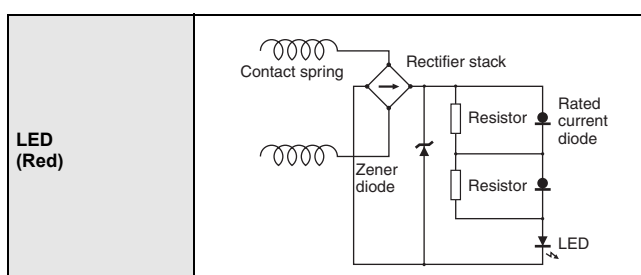 LED
(Red)
Contact spring
Rectifier stack
Resistor
Rated
current
diode
Zener
diode
Resistor
LED